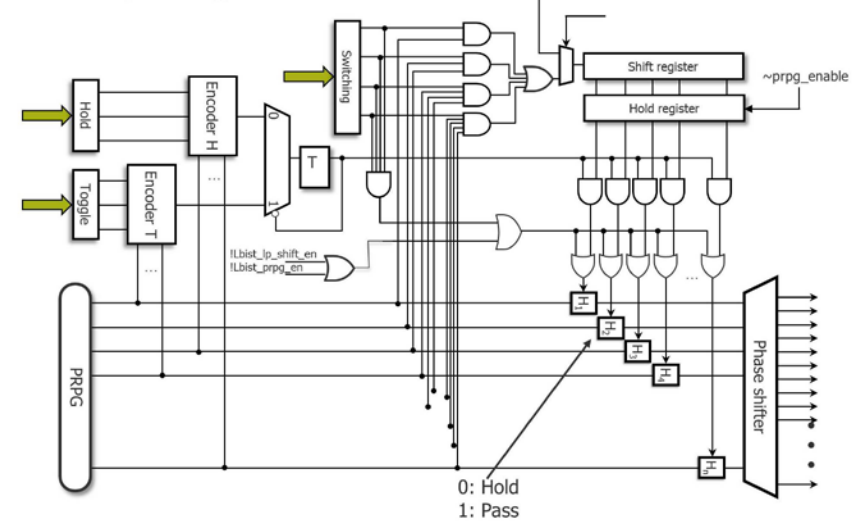 Switching
Shift register
~prpg_enable
Hold register
Hold
Encoder H
0
T
1
Toggle
Encoder T
...
...
!Lbist_lp_shift_en
!Lbist_prpg_en
...
PRPG
H1
H2
H3
H4
Hn
Phase shifter
0: Hold
1: Pass